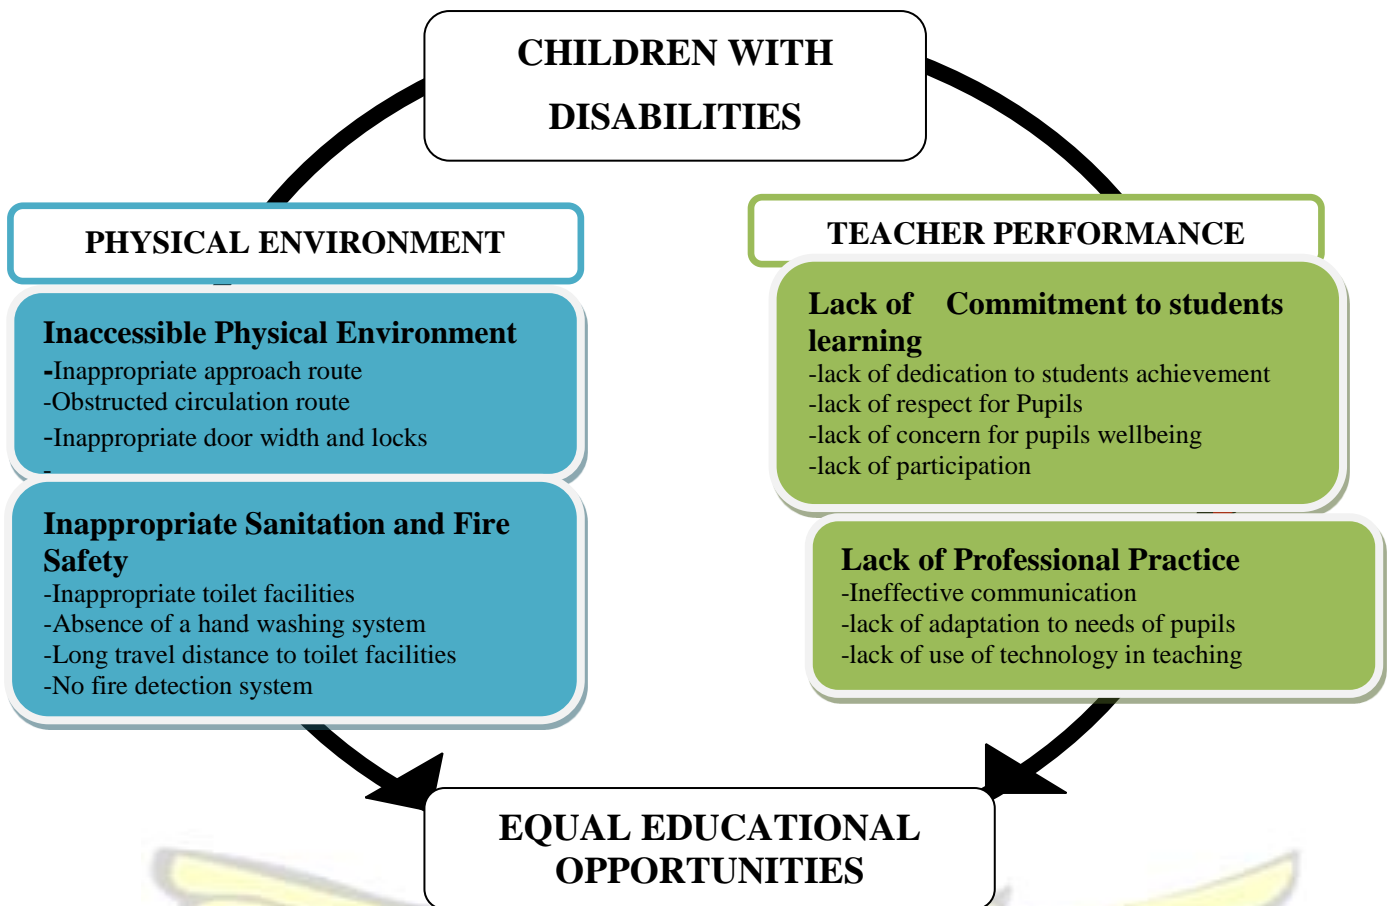 CHILDREN WITH
DISABILITIES
PHYSICAL ENVIRONMENT
Inaccessible Physical Environment
-Inappropriate approach route
-Obstructed circulation route
-Inappropriate door width and locks
-
Inappropriate Sanitation and Fire
Safety
-Inappropriate toilet facilities
-Absence of a hand washing system
-Long travel distance to toilet facilities
-No fire detection system
TEACHER PERFORMANCE
Lack of Commitment to students
learning
-lack of dedication to students achievement
-lack of respect for Pupils
-lack of concern for pupils wellbeing
-lack of participation
Lack of Professional Practice
-Ineffective communication
-lack of adaptation to needs of pupils
-lack of use of technology in teaching
EQUAL EDUCATIONAL
OPPORTUNITIES